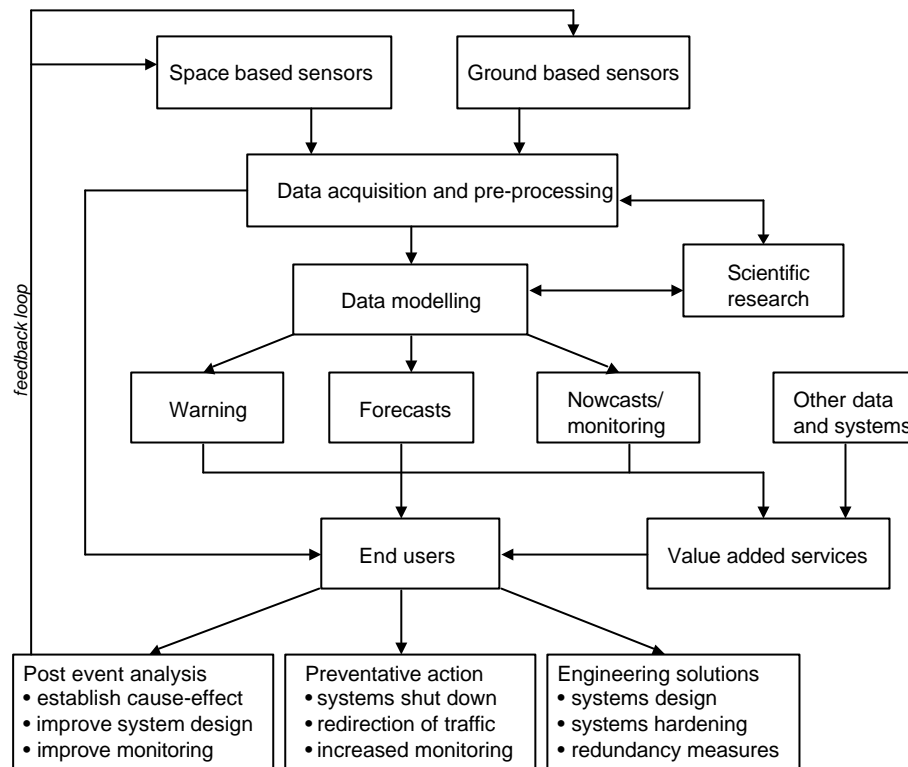 Space based sensors
Ground based sensors
Data acquisition and pre-processing
Scientific
research
Data modelling
feedback loop
Warning
Forecasts
Nowcasts/
monitoring
Other data
and systems
End users
Value added services
Post event analysis
• establish cause-effect
• improve system design
• improve monitoring
Preventative action
• systems shut down
• redirection of traffic
• increased monitoring
Engineering solutions
• systems design
• systems hardening
• redundancy measures